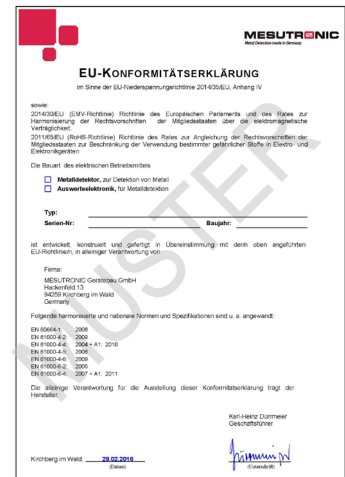 MESUTRONIC
Metal Detection made in Germany
EU-KONFORMITÄTSERKLÄRUNG
im Sinne der EU-Niederspannungsrichtlinie 2014/35/EU, Anhang IV
sowie:
2014/30/EU (EMV-Richtlinie) Richtlinie des Europäischen Parlaments und des Rates zur
Harmonisierung der Rechtsvorschriften der Mitgliedstaaten über die elektromagnetische
Verträglichkeit.
2011/65/EU (RoHS-Richtlinie) Richtlinie des Rates zur Angleichung der Rechtsvorschriften der
Mitgliedsstaaten zur Beschränkung der Verwendung bestimmter gefährlicher Stoffe in Elektro- und
Elektronikgeräten
Die Bauart des elektrischen Betriebsmittels
Metalldetektor, zur Detektion von Metall
Auswerteelektronik, für Metalldetektion
Typ:
Serien-Nr: Baujahr:
ist entwickelt, konstruiert und gefertigt in Übereinstimmung mit den oben angeführten
EU-Richtlinien, in alleiniger Verantwortung von
Firma:
MESUTRONIC Gerätebau GmbH
Hackenfeld 13
94259 Kirchberg im Wald
Germany
Folgende harmonisierte und nationale Normen und Spezifikationen sind u. a. angewandt:
EN 60664-1: 2008
EN 61000-4-2: 2009
EN 61000-4-4: 2004 + A1: 2010
EN 61000-4-5:
EN 61000-4-6: 2009
EN 61000-6-2: 2005
EN 61000-6-4: 2007 + A1: 2011
Die alleinige Verantwortung für die Ausstellung dieser Konformitätserklärung trägt der
Hersteller.
Karl-Heinz Dürrmeier
Geschäftsführer
Kirchberg im Wald, 29.02.2016
(Datum) (Unterschrift)
MUSTER